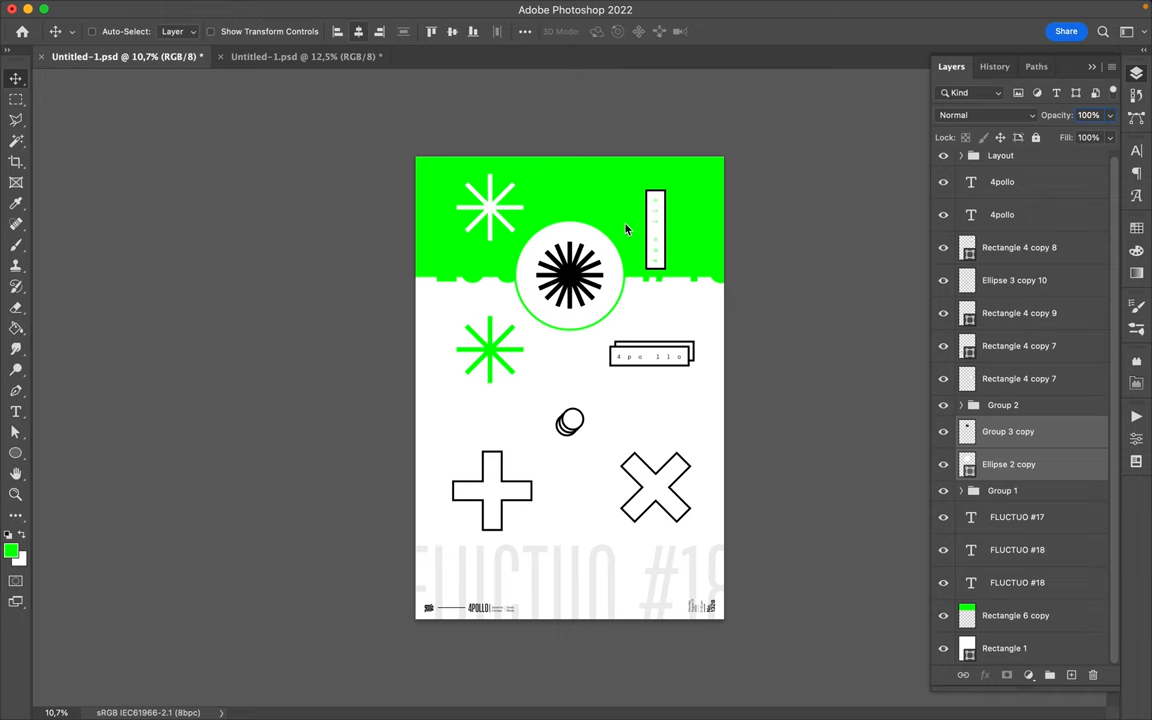 Adobe Photoshop 2022
Auto-Select: Layer Show Transform Controls ••• 3D Mode: Share
Untitled-1.psd @ 10,7% (RGB/8) * Untitled-1.psd @ 12,5% (RGB/8) *
Layers History Paths
Kind
Normal Opacity: 100%
Lock: Fill: 100%
Layout
4pollo
4pollo
Rectangle 4 copy 8
Ellipse 3 copy 10
Rectangle 4 copy 9
Rectangle 4 copy 7
Rectangle 4 copy 7
Group 2
Group 3 copy
Ellipse 2 copy
Group 1
FLUCTUO #17
FLUCTUO #18
FLUCTUO #18
Rectangle 6 copy
Rectangle 1
4 p o l l o
FLUCTUO #18
4POLLO
10,7% sRGB IEC61966-2.1 (8bpc)